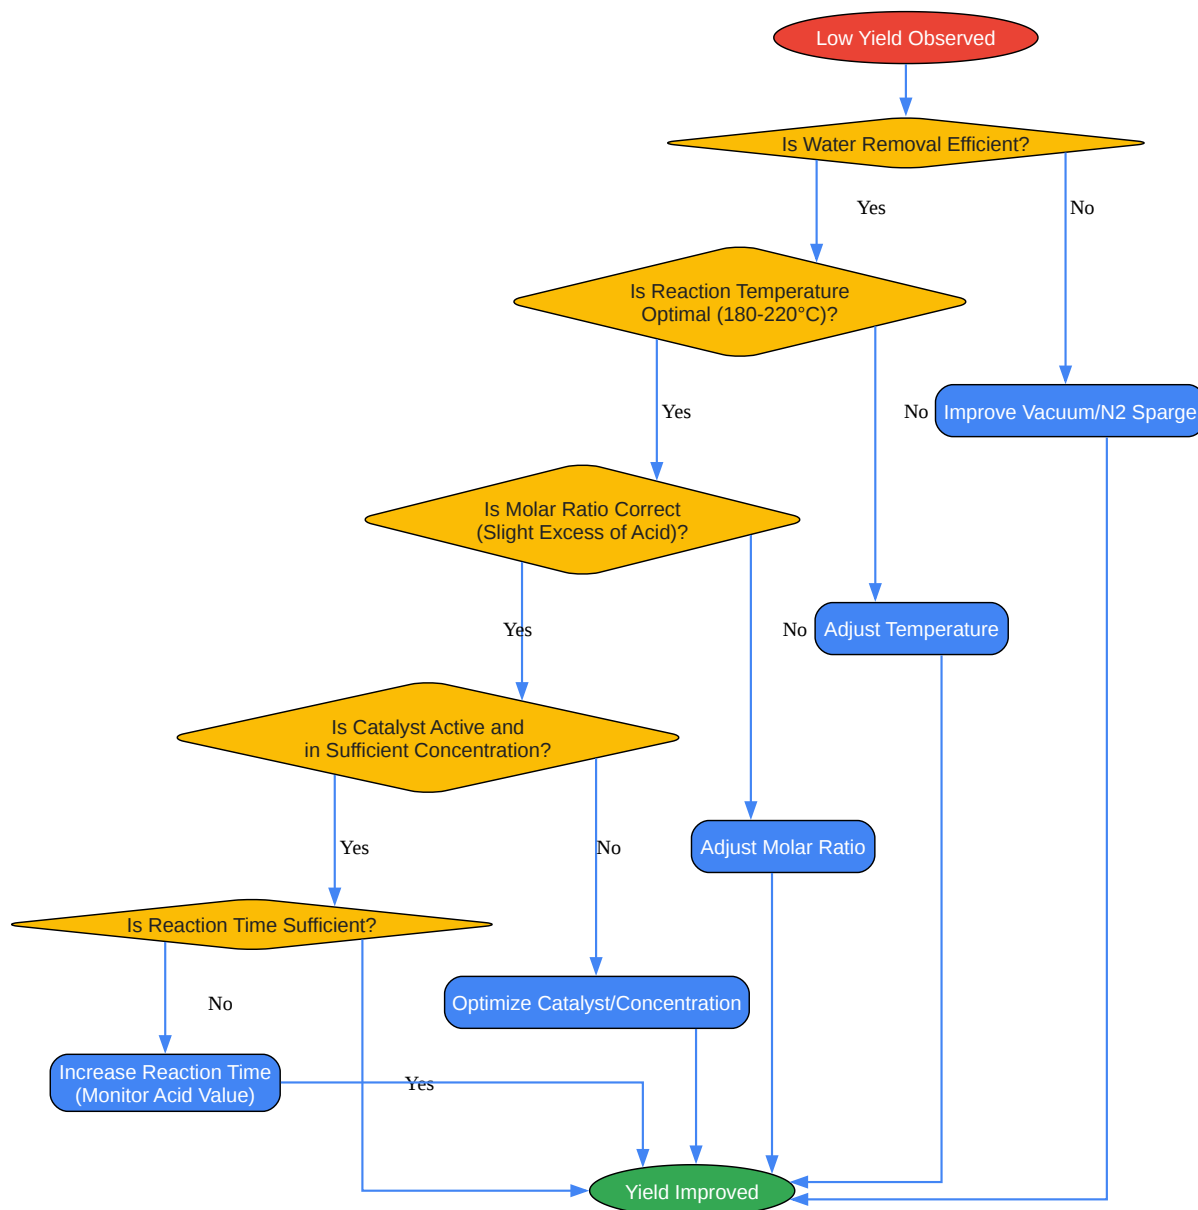 Low Yield Observed
Is Water Removal Efficient?
Yes
No
Is Reaction Temperature
Optimal (180-220°C)?
Yes
No
Improve Vacuum/N2 Sparge
Is Molar Ratio Correct
(Slight Excess of Acid)?
Yes
No
Adjust Temperature
Is Catalyst Active and
in Sufficient Concentration?
Yes
No
Adjust Molar Ratio
Is Reaction Time Sufficient?
No
Optimize Catalyst/Concentration
Increase Reaction Time
(Monitor Acid Value)
Yes
Yield Improved